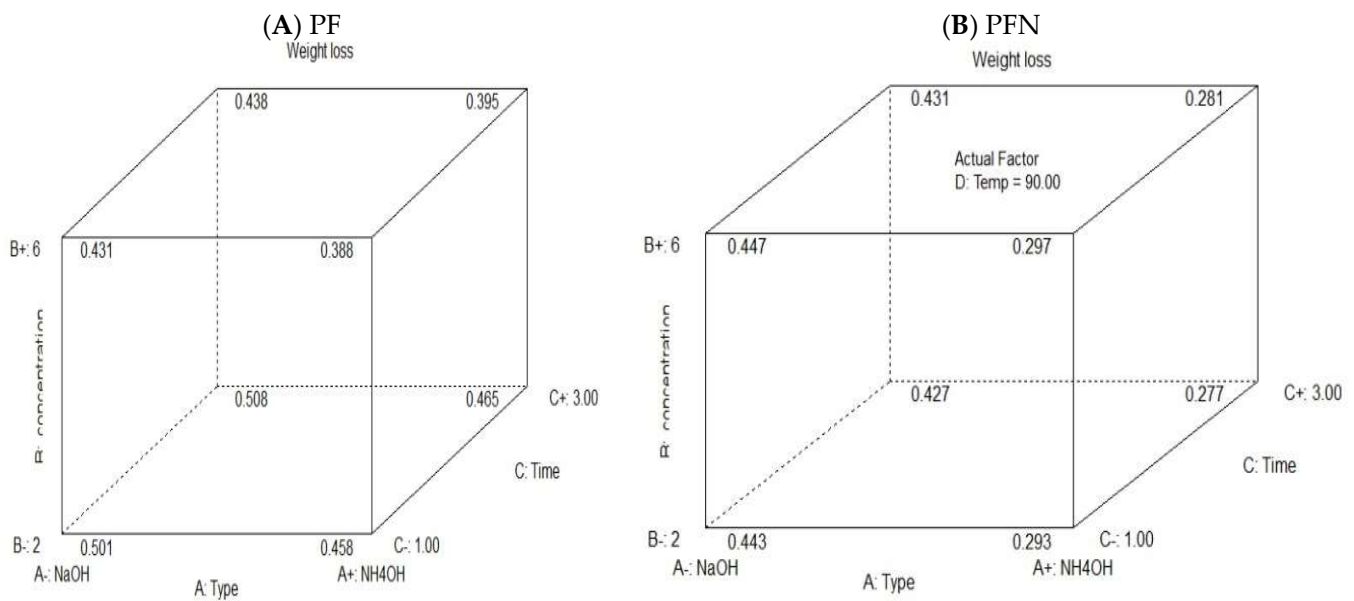 (A) PF
Weight loss
0.438
0.395
B+: 6
0.431
0.388
B: concentration
0.508
0.465
C+: 3.00
C: Time
B-: 2
0.501
0.458
C-: 1.00
A-: NaOH
A+: NH4OH
A: Type
(B) PFN
Weight loss
0.431
0.281
Actual Factor
D: Temp = 90.00
B+: 6
0.447
0.297
B: concentration
0.427
0.277
C+: 3.00
C: Time
B-: 2
0.443
0.293
C-: 1.00
A-: NaOH
A+: NH4OH
A: Type